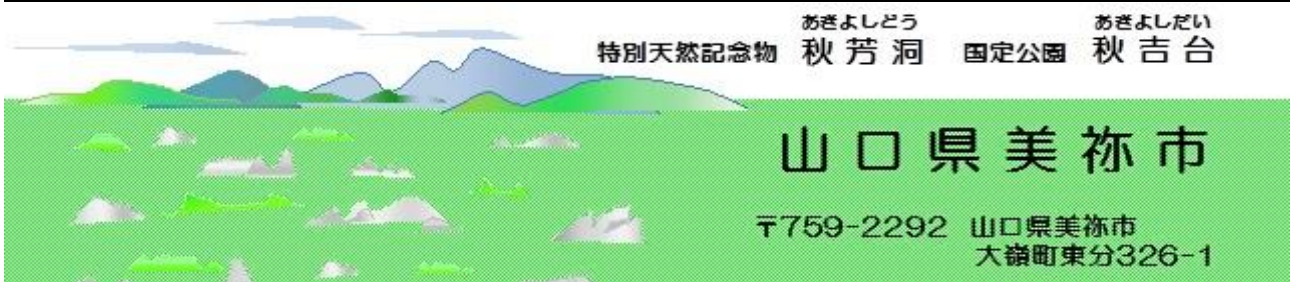 あきよしどう　あきよしだい
特別天然記念物 秋芳洞 国定公園 秋吉台
山口県美祢市
〒759-2292 山口県美祢市
大嶺町東分326-1